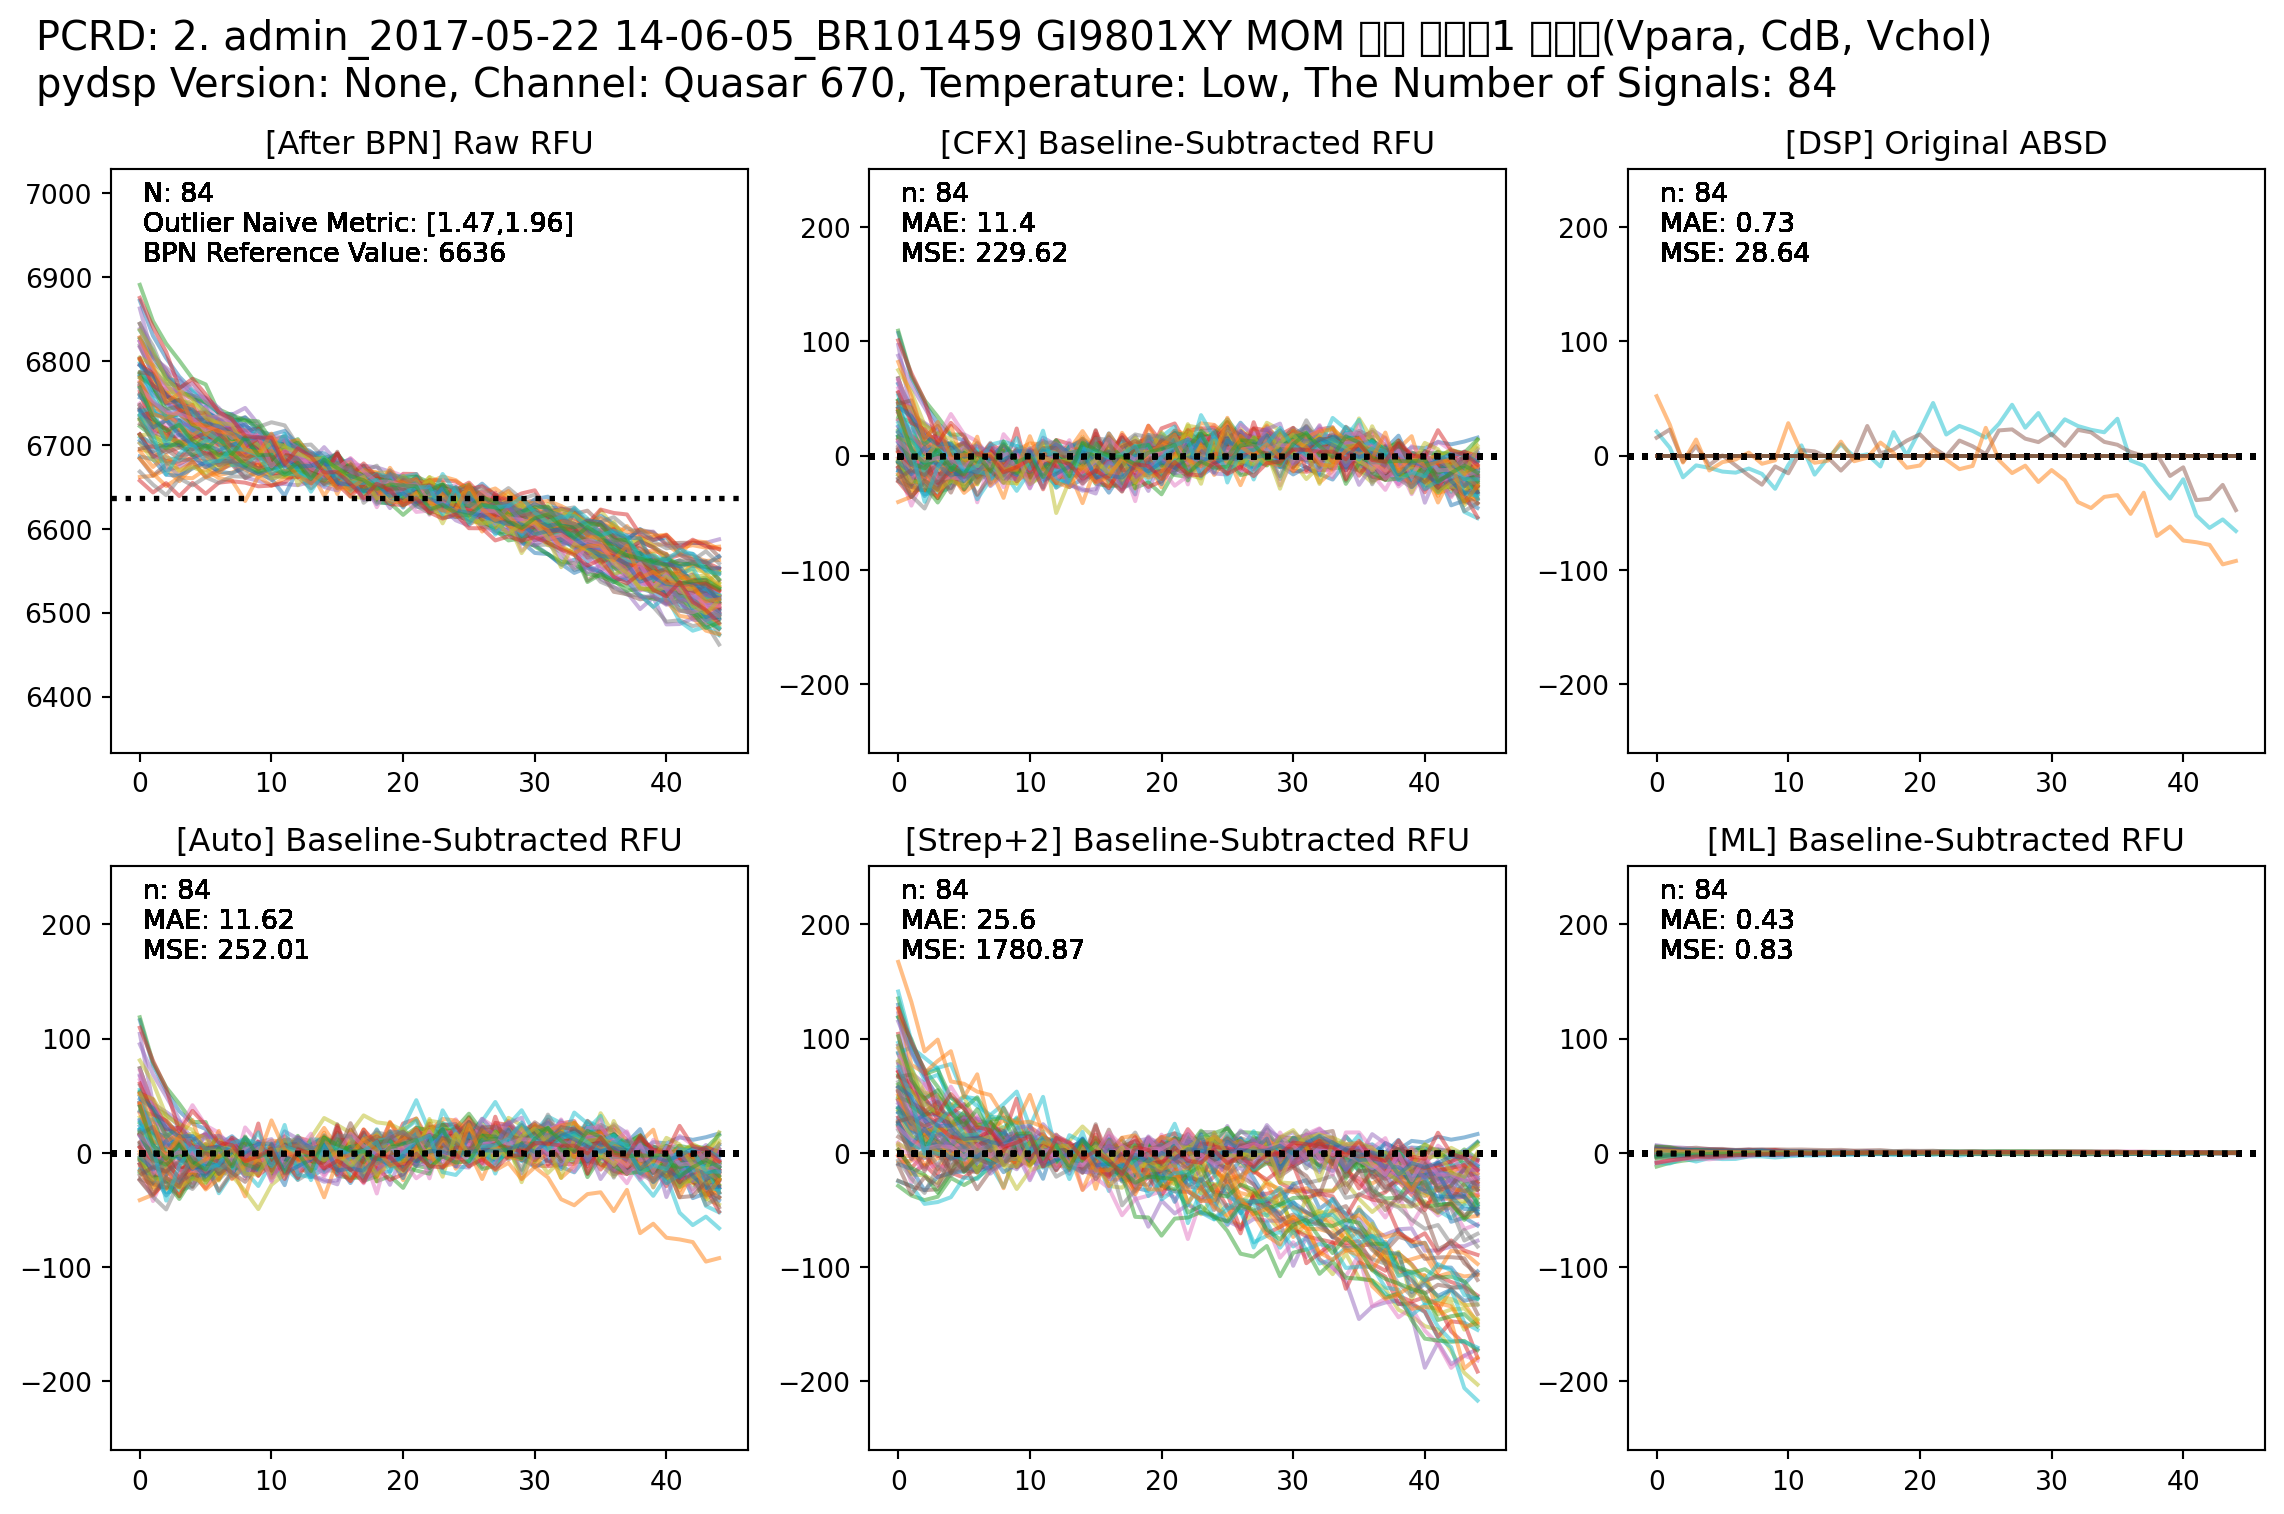 PCRD: 2. admin_2017-05-22 14-06-05_BR101459 GI9801XY MOM □□ □□□1 □□□(Vpara, CdB, Vchol)
pydsp Version: None, Channel: Quasar 670, Temperature: Low, The Number of Signals: 84
[After BPN] Raw RFU
N: 84
Outlier Naive Metric: [1.47,1.96]
BPN Reference Value: 6636
7000
6900
6800
6700
6600
6500
6400
0 10 20 30 40
[CFX] Baseline-Subtracted RFU
n: 84
MAE: 11.4
MSE: 229.62
200
100
0
−100
−200
0 10 20 30 40
[DSP] Original ABSD
n: 84
MAE: 0.73
MSE: 28.64
200
100
0
−100
−200
0 10 20 30 40
[Auto] Baseline-Subtracted RFU
n: 84
MAE: 11.62
MSE: 252.01
200
100
0
−100
−200
0 10 20 30 40
[Strep+2] Baseline-Subtracted RFU
n: 84
MAE: 25.6
MSE: 1780.87
200
100
0
−100
−200
0 10 20 30 40
[ML] Baseline-Subtracted RFU
n: 84
MAE: 0.43
MSE: 0.83
200
100
0
−100
−200
0 10 20 30 40